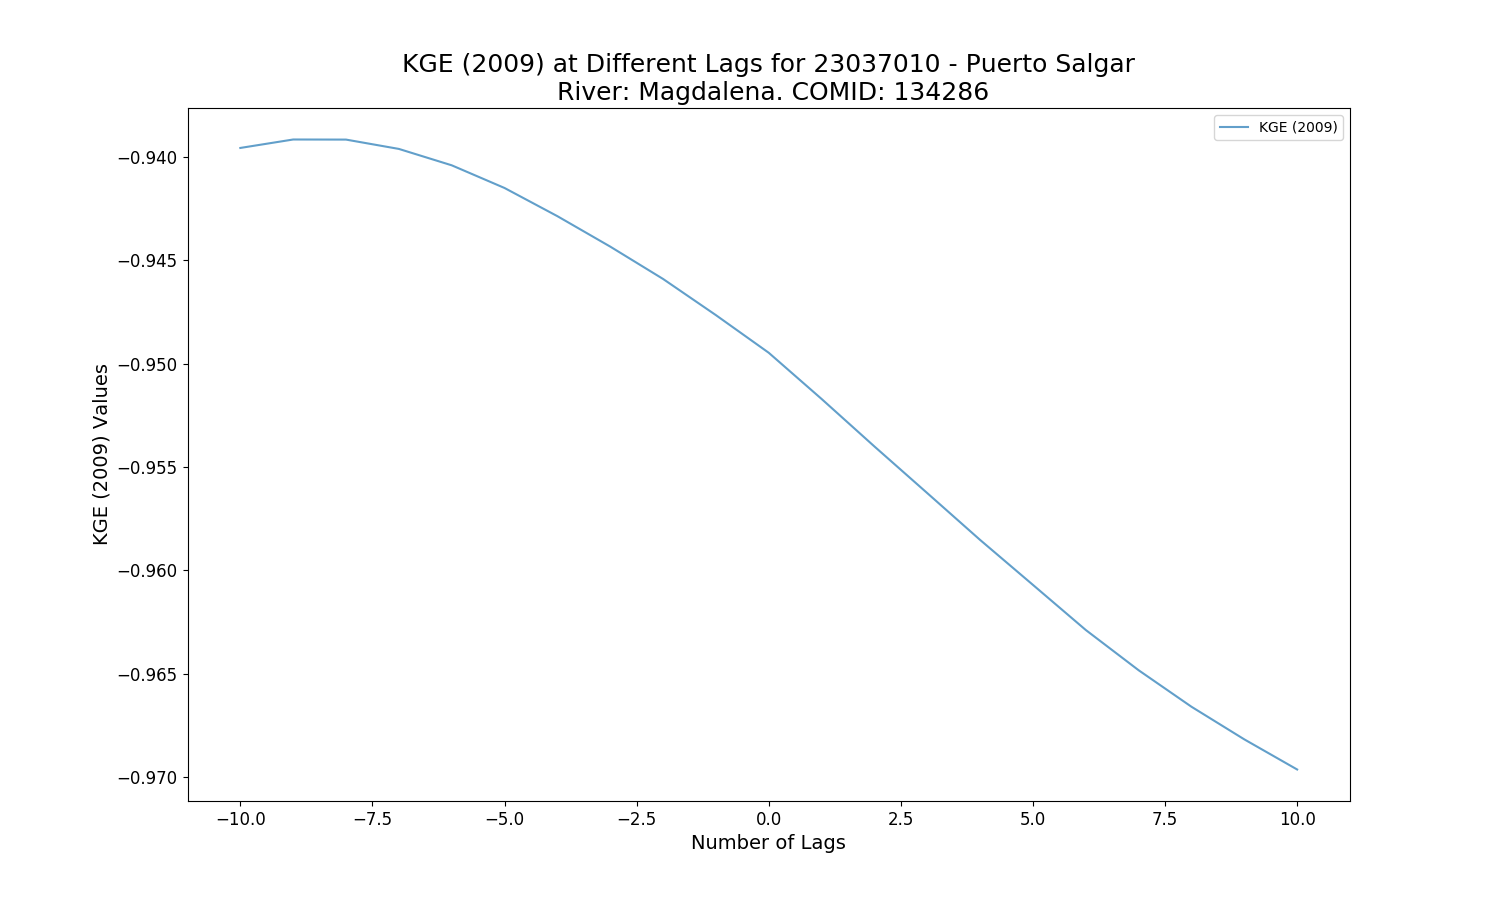 KGE (2009) at Different Lags for 23037010 - Puerto Salgar
River: Magdalena. COMID: 134286
KGE (2009)
−0.940
−0.945
−0.950
−0.955
−0.960
−0.965
−0.970
KGE (2009) Values
−10.0 −7.5 −5.0 −2.5 0.0 2.5 5.0 7.5 10.0
Number of Lags